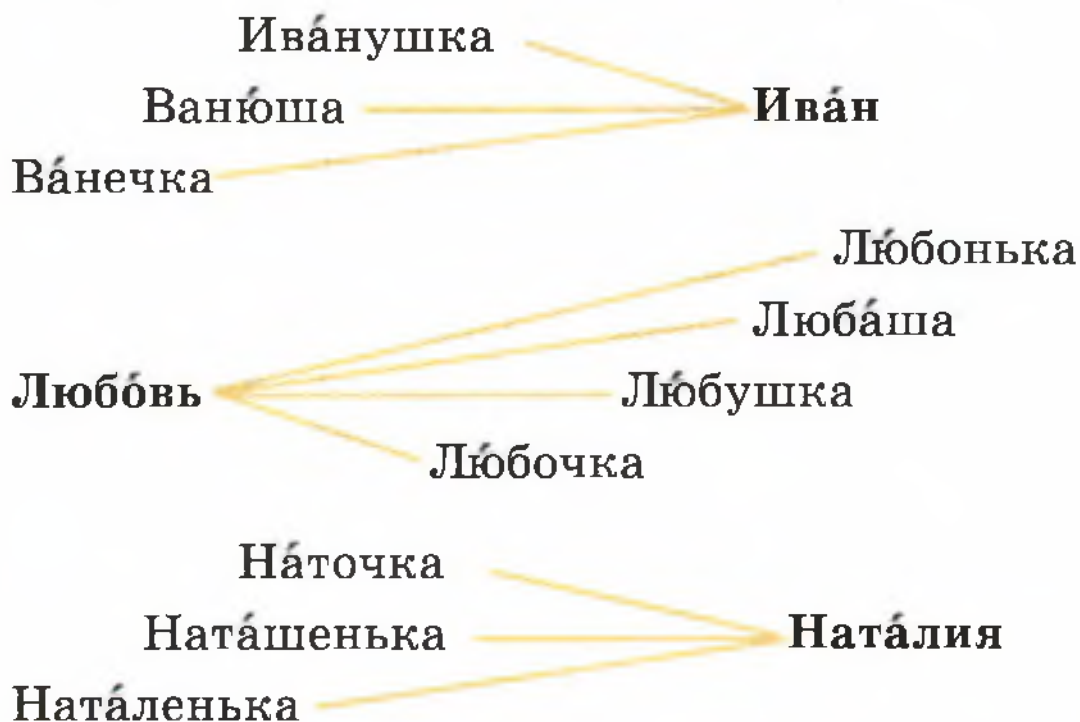 Ива́нушка
Ваню́ша
Ива́н
Ва́нечка
Лю́бонька
Люба́ша
Любо́вь
Лю́бушка
Лю́бочка
На́точка
Ната́шенька
Ната́лия
Ната́ленька